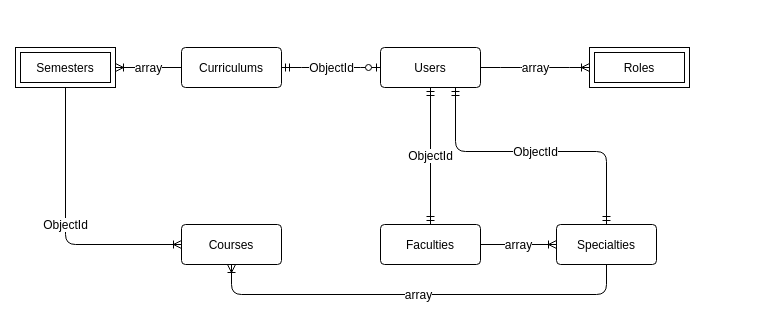 Semesters
array
Curriculums
ObjectId
Users
array
Roles
ObjectId
ObjectId
ObjectId
Courses
Faculties
array
Specialties
array